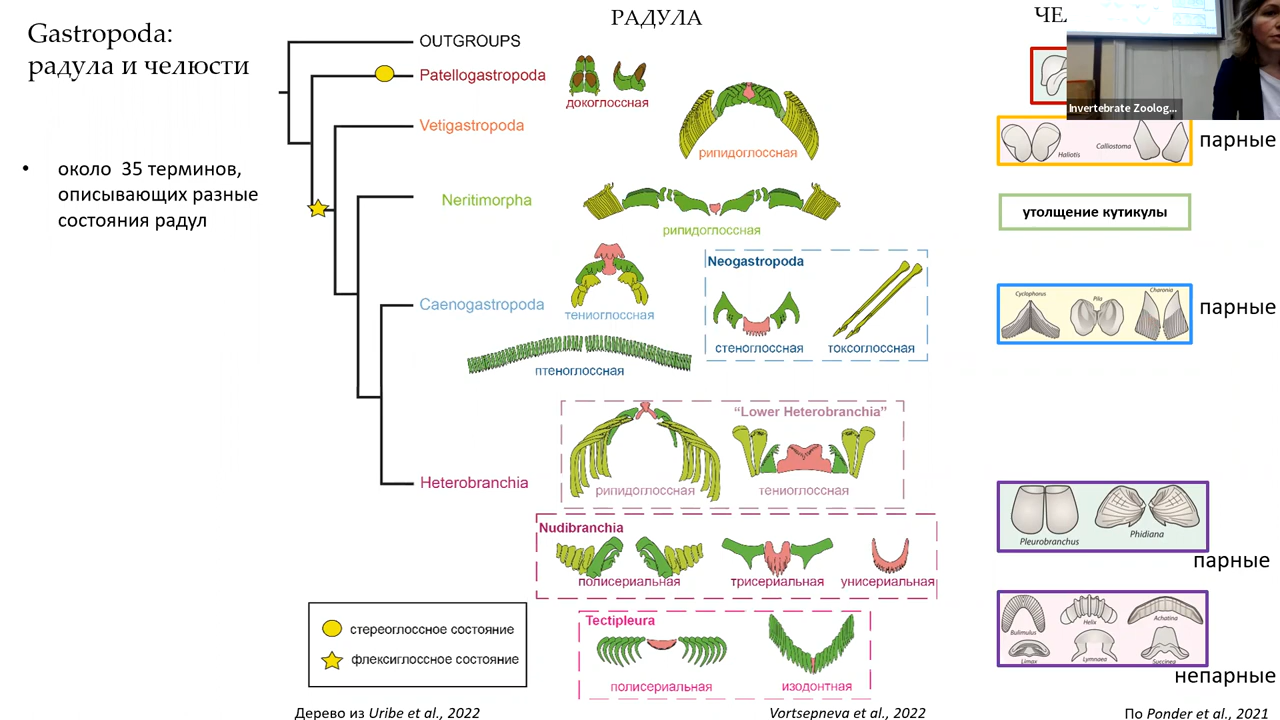 Gastropoda:
радула и челюсти
• около 35 терминов,
описывающих разные
состояния радул
OUTGROUPS
Patellogastropoda
Vetigastropoda
Neritimorpha
Caenogastropoda
Heterobranchia
стереоглоссное состояние
флексиглоссное состояние
Дерево из Uribe et al., 2022
РАДУЛА
докоглоссная
рипидоглоссная
рипидоглоссная
тениоглоссная
Neogastropoda
стеноглоссная
токсоглоссная
птеноглоссная
“Lower Heterobranchia”
рипидоглоссная
тениоглоссная
Nudibranchia
полисериальная
трисериальная
унисериальная
Tectipleura
полисериальная
изодонтная
Vortsepneva et al., 2022
Invertebrate Zoolog...
Haliotis
Calliostoma
парные
утолщение кутикулы
Cyclophorus
Pila
Charonia
парные
Pleurobranchus
Phidiana
парные
Bulimulus
Helix
Achatina
Limax
Lymnaea
Succinea
непарные
По Ponder et al., 2021